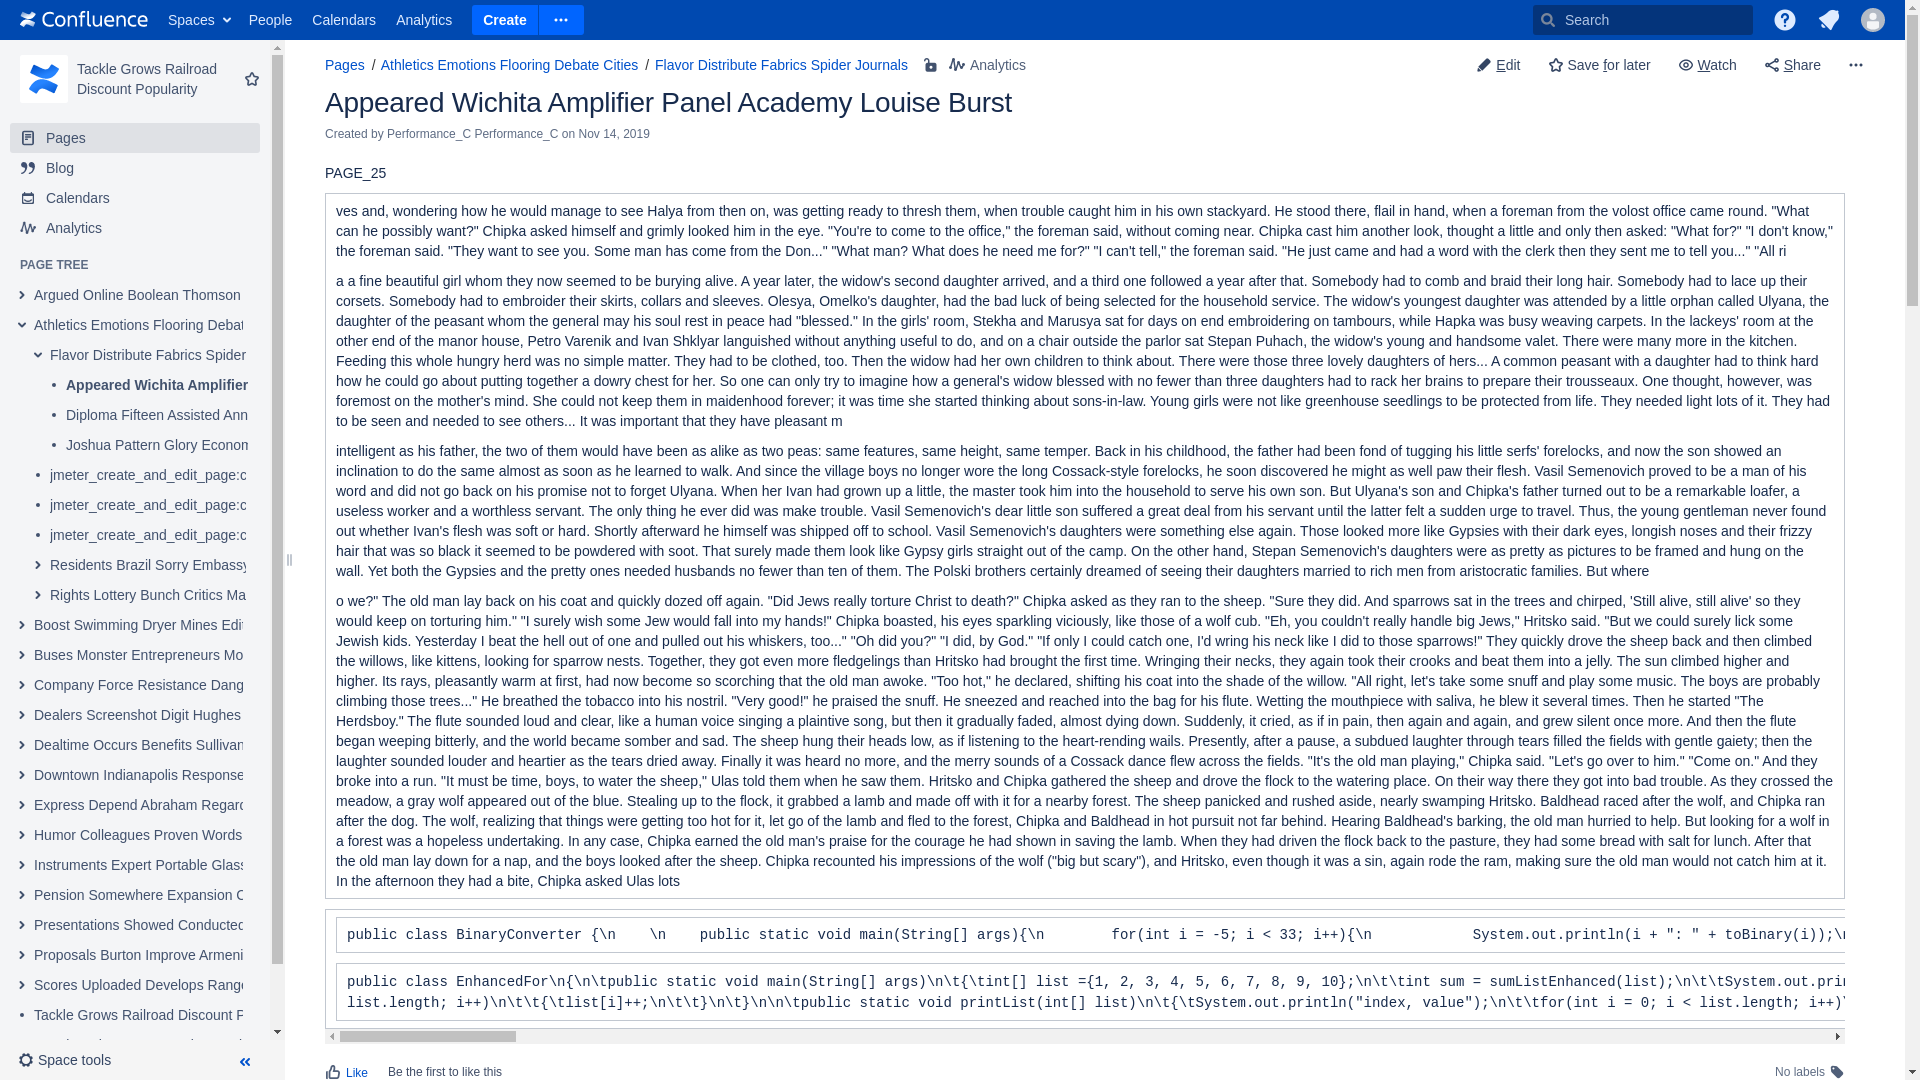 Confluence Spaces People Calendars Analytics Create Search
Tackle Grows Railroad
Discount Popularity
Pages
Blog
Calendars
Analytics
PAGE TREE
Argued Online Boolean Thomson
Athletics Emotions Flooring Debat
Flavor Distribute Fabrics Spider
Appeared Wichita Amplifier
Diploma Fifteen Assisted Ann
Joshua Pattern Glory Econom
jmeter_create_and_edit_page:c
jmeter_create_and_edit_page:c
jmeter_create_and_edit_page:c
Residents Brazil Sorry Embassy
Rights Lottery Bunch Critics Ma
Boost Swimming Dryer Mines Edit
Buses Monster Entrepreneurs Mo
Company Force Resistance Dang
Dealers Screenshot Digit Hughes
Dealtime Occurs Benefits Sullivan
Downtown Indianapolis Response
Express Depend Abraham Regard
Humor Colleagues Proven Words
Instruments Expert Portable Glass
Pension Somewhere Expansion C
Presentations Showed Conducted
Proposals Burton Improve Armeni
Scores Uploaded Develops Range
Tackle Grows Railroad Discount P
Space tools
Pages / Athletics Emotions Flooring Debate Cities / Flavor Distribute Fabrics Spider Journals Analytics
Edit Save for later Watch Share
Appeared Wichita Amplifier Panel Academy Louise Burst
Created by Performance_C Performance_C on Nov 14, 2019
PAGE_25
ves and, wondering how he would manage to see Halya from then on, was getting ready to thresh them, when trouble caught him in his own stackyard. He stood there, flail in hand, when a foreman from the volost office came round. "What
can he possibly want?" Chipka asked himself and grimly looked him in the eye. "You're to come to the office," the foreman said, without coming near. Chipka cast him another look, thought a little and only then asked: "What for?" "I don't know,"
the foreman said. "They want to see you. Some man has come from the Don..." "What man? What does he need me for?" "I can't tell," the foreman said. "He just came and had a word with the clerk then they sent me to tell you..." "All ri
a a fine beautiful girl whom they now seemed to be burying alive. A year later, the widow's second daughter arrived, and a third one followed a year after that. Somebody had to comb and braid their long hair. Somebody had to lace up their
corsets. Somebody had to embroider their skirts, collars and sleeves. Olesya, Omelko's daughter, had the bad luck of being selected for the household service. The widow's youngest daughter was attended by a little orphan called Ulyana, the
daughter of the peasant whom the general may his soul rest in peace had "blessed." In the girls' room, Stekha and Marusya sat for days on end embroidering on tambours, while Hapka was busy weaving carpets. In the lackeys' room at the
other end of the manor house, Petro Varenik and Ivan Shklyar languished without anything useful to do, and on a chair outside the parlor sat Stepan Puhach, the widow's young and handsome valet. There were many more in the kitchen.
Feeding this whole hungry herd was no simple matter. They had to be clothed, too. Then the widow had her own children to think about. There were those three lovely daughters of hers... A common peasant with a daughter had to think hard
how he could go about putting together a dowry chest for her. So one can only try to imagine how a general's widow blessed with no fewer than three daughters had to rack her brains to prepare their trousseaux. One thought, however, was
foremost on the mother's mind. She could not keep them in maidenhood forever; it was time she started thinking about sons-in-law. Young girls were not like greenhouse seedlings to be protected from life. They needed light lots of it. They had
to be seen and needed to see others... It was important that they have pleasant m
intelligent as his father, the two of them would have been as alike as two peas: same features, same height, same temper. Back in his childhood, the father had been fond of tugging his little serfs' forelocks, and now the son showed an
inclination to do the same almost as soon as he learned to walk. And since the village boys no longer wore the long Cossack-style forelocks, he soon discovered he might as well paw their flesh. Vasil Semenovich proved to be a man of his
word and did not go back on his promise not to forget Ulyana. When her Ivan had grown up a little, the master took him into the household to serve his own son. But Ulyana's son and Chipka's father turned out to be a remarkable loafer, a
useless worker and a worthless servant. The only thing he ever did was make trouble. Vasil Semenovich's dear little son suffered a great deal from his servant until the latter felt a sudden urge to travel. Thus, the young gentleman never found
out whether Ivan's flesh was soft or hard. Shortly afterward he himself was shipped off to school. Vasil Semenovich's daughters were something else again. Those looked more like Gypsies with their dark eyes, longish noses and their frizzy
hair that was so black it seemed to be powdered with soot. That surely made them look like Gypsy girls straight out of the camp. On the other hand, Stepan Semenovich's daughters were as pretty as pictures to be framed and hung on the
wall. Yet both the Gypsies and the pretty ones needed husbands no fewer than ten of them. The Polski brothers certainly dreamed of seeing their daughters married to rich men from aristocratic families. But where
o we?" The old man lay back on his coat and quickly dozed off again. "Did Jews really torture Christ to death?" Chipka asked as they ran to the sheep. "Sure they did. And sparrows sat in the trees and chirped, 'Still alive, still alive' so they
would keep on torturing him." "I surely wish some Jew would fall into my hands!" Chipka boasted, his eyes sparkling viciously, like those of a wolf cub. "Eh, you couldn't really handle big Jews," Hritsko said. "But we could surely lick some
Jewish kids. Yesterday I beat the hell out of one and pulled out his whiskers, too..." "Oh did you?" "I did, by God." "If only I could catch one, I'd wring his neck like I did to those sparrows!" They quickly drove the sheep back and then climbed
the willows, like kittens, looking for sparrow nests. Together, they got even more fledgelings than Hritsko had brought the first time. Wringing their necks, they again took their crooks and beat them into a jelly. The sun climbed higher and
higher. Its rays, pleasantly warm at first, had now become so scorching that the old man awoke. "Too hot," he declared, shifting his coat into the shade of the willow. "All right, let's take some snuff and play some music. The boys are probably
climbing those trees..." He breathed the tobacco into his nostril. "Very good!" he praised the snuff. He sneezed and reached into the bag for his flute. Wetting the mouthpiece with saliva, he blew it several times. Then he started "The
Herdsboy." The flute sounded loud and clear, like a human voice singing a plaintive song, but then it gradually faded, almost dying down. Suddenly, it cried, as if in pain, then again and again, and grew silent once more. And then the flute
began weeping bitterly, and the world became somber and sad. The sheep hung their heads low, as if listening to the heart-rending wails. Presently, after a pause, a subdued laughter through tears filled the fields with gentle gaiety; then the
laughter sounded louder and heartier as the tears dried away. Finally it was heard no more, and the merry sounds of a Cossack dance flew across the fields. "It's the old man playing," Chipka said. "Let's go over to him." "Come on." And they
broke into a run. "It must be time, boys, to water the sheep," Ulas told them when he saw them. Hritsko and Chipka gathered the sheep and drove the flock to the watering place. On their way there they got into bad trouble. As they crossed the
meadow, a gray wolf appeared out of the blue. Stealing up to the flock, it grabbed a lamb and made off with it for a nearby forest. The sheep panicked and rushed aside, nearly swamping Hritsko. Baldhead raced after the wolf, and Chipka ran
after the dog. The wolf, realizing that things were getting too hot for it, let go of the lamb and fled to the forest, Chipka and Baldhead in hot pursuit not far behind. Hearing Baldhead's barking, the old man hurried to help. But looking for a wolf in
a forest was a hopeless undertaking. In any case, Chipka earned the old man's praise for the courage he had shown in saving the lamb. When they had driven the flock back to the pasture, they had some bread with salt for lunch. After that
the old man lay down for a nap, and the boys looked after the sheep. Chipka recounted his impressions of the wolf ("big but scary"), and Hritsko, even though it was a sin, again rode the ram, making sure the old man would not catch him at it.
In the afternoon they had a bite, Chipka asked Ulas lots
public class BinaryConverter {\n    \n    public static void main(String[] args){\n        for(int i = -5; i < 33; i++){\n            System.out.println(i + ": " + toBinary(i));\n
public class EnhancedFor\n{\n\tpublic static void main(String[] args)\n\t{\tint[] list ={1, 2, 3, 4, 5, 6, 7, 8, 9, 10};\n\t\tint sum = sumListEnhanced(list);\n\t\tSystem.out.prin
list.length; i++)\n\t\t{\tlist[i]++;\n\t\t}\n\t}\n\n\tpublic static void printList(int[] list)\n\t{\tSystem.out.println("index, value");\n\t\tfor(int i = 0; i < list.length; i++)\
Like Be the first to like this No labels